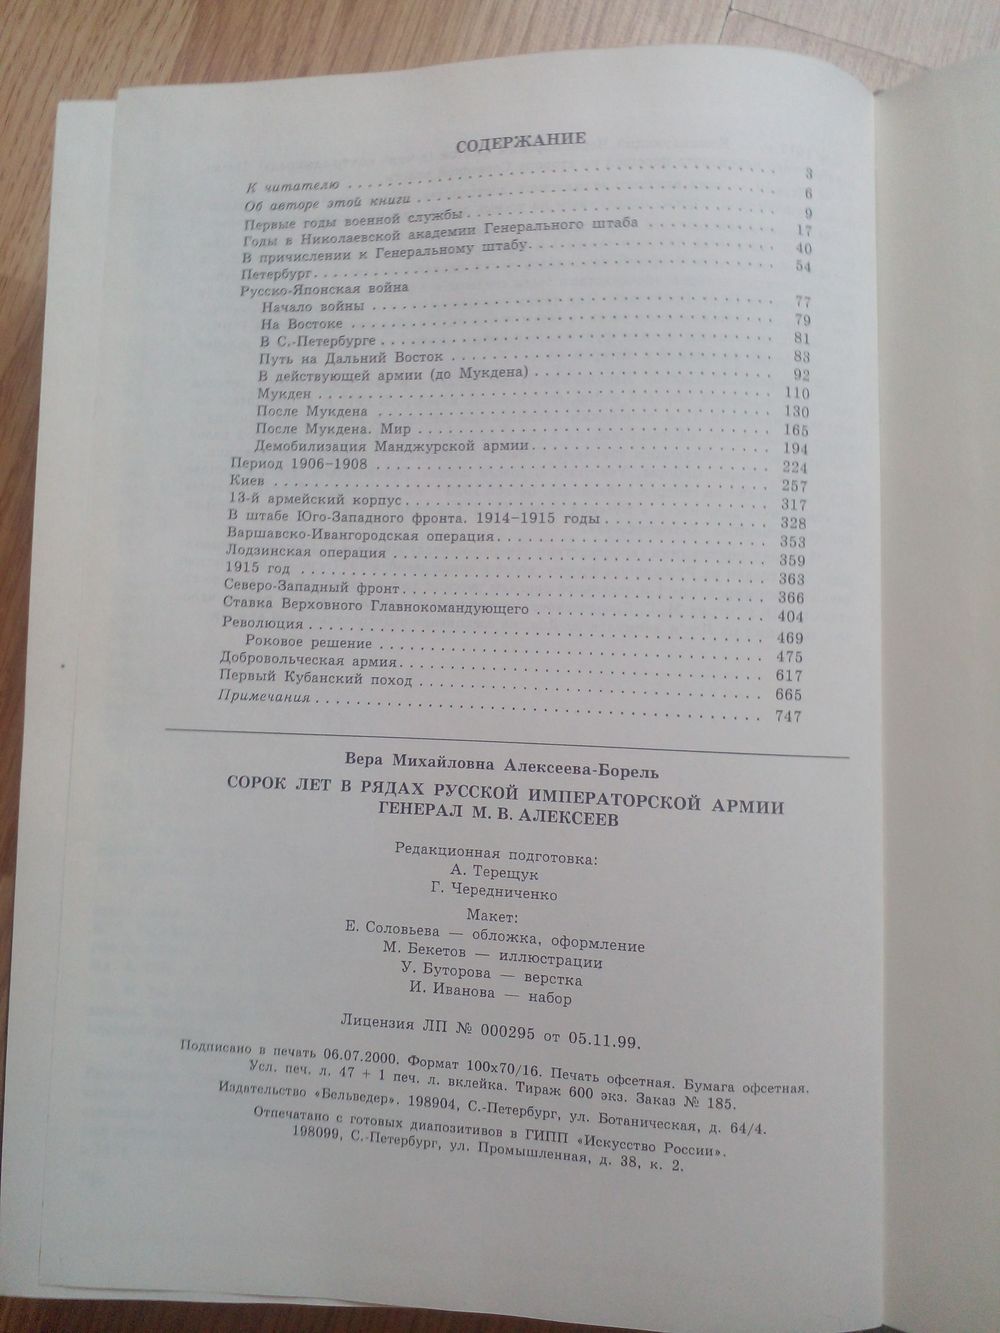 СОДЕРЖАНИЕ
К читателю . . . . . . . . . . 3
Об авторе этой книги . . . . . . . . . . 6
Первые годы военной службы . . . . . . . . . . 9
Годы в Николаевской академии Генерального штаба . . . . . . . . . . 17
В причислении к Генеральному штабу. . . . . . . . . . 40
Петербург . . . . . . . . . . 54
Русско-Японская война
Начало войны . . . . . . . . . . 77
На Востоке . . . . . . . . . . 79
В С.-Петербурге . . . . . . . . . . 81
Путь на Дальний Восток . . . . . . . . . . 83
В действующей армии (до Мукдена) . . . . . . . . . . 92
Мукден . . . . . . . . . . 110
После Мукдена . . . . . . . . . . 130
После Мукдена. Мир . . . . . . . . . . 165
Демобилизация Манджурской армии . . . . . . . . . . 194
Период 1906–1908 . . . . . . . . . . 224
Киев . . . . . . . . . . 257
13-й армейский корпус . . . . . . . . . . 317
В штабе Юго-Западного фронта. 1914–1915 годы . . . . . . . . . . 328
Варшавско-Ивангородская операция . . . . . . . . . . 353
Лодзинская операция . . . . . . . . . . 359
1915 год . . . . . . . . . . 363
Северо-Западный фронт . . . . . . . . . . 366
Ставка Верховного Главнокомандующего . . . . . . . . . . 404
Революция . . . . . . . . . . 469
Роковое решение . . . . . . . . . . 475
Добровольческая армия . . . . . . . . . . 617
Первый Кубанский поход . . . . . . . . . . 665
Примечания . . . . . . . . . . 747
Вера Михайловна Алексеева-Борель
СОРОК ЛЕТ В РЯДАХ РУССКОЙ ИМПЕРАТОРСКОЙ АРМИИ
ГЕНЕРАЛ М. В. АЛЕКСЕЕВ
Редакционная подготовка:
А. Терещук
Г. Чередниченко
Макет:
Е. Соловьева — обложка, оформление
М. Бекетов — иллюстрации
У. Буторова — верстка
И. Иванова — набор
Лицензия ЛП № 000295 от 05.11.99.
Подписано в печать 06.07.2000. Формат 100х70/16. Печать офсетная. Бумага офсетная.
Усл. печ. л. 47 + 1 печ. л. вклейка. Тираж 600 экз. Заказ № 185.
Издательство «Бельведер». 198904, С.-Петербург, ул. Ботаническая, д. 64/4.
Отпечатано с готовых диапозитивов в ГИПП «Искусство России».
198099, С.-Петербург, ул. Промышленная, д. 38, к. 2.